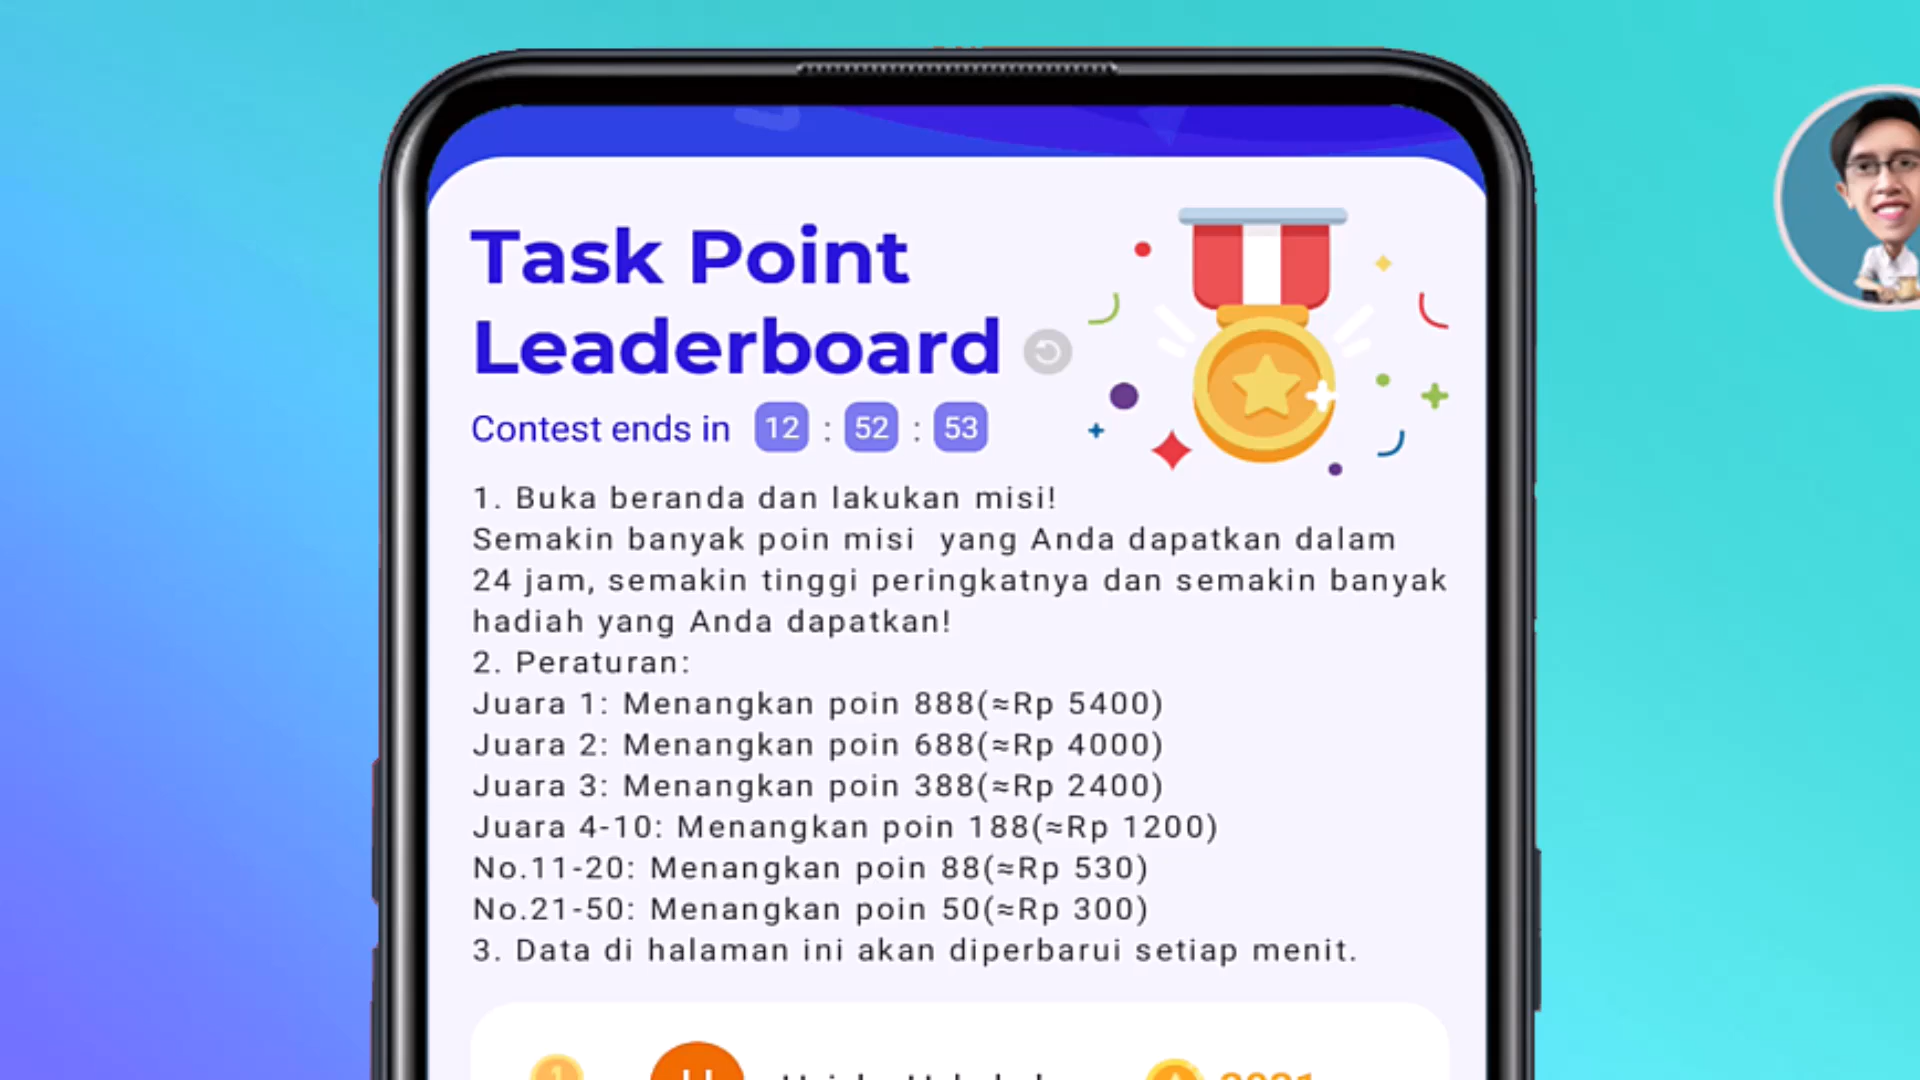 Task Point
Leaderboard
Contest ends in 12 : 52 : 53
1. Buka beranda dan lakukan misi!
Semakin banyak poin misi yang Anda dapatkan dalam
24 jam, semakin tinggi peringkatnya dan semakin banyak
hadiah yang Anda dapatkan!
2. Peraturan:
Juara 1: Menangkan poin 888(≈Rp 5400)
Juara 2: Menangkan poin 688(≈Rp 4000)
Juara 3: Menangkan poin 388(≈Rp 2400)
Juara 4-10: Menangkan poin 188(≈Rp 1200)
No.11-20: Menangkan poin 88(≈Rp 530)
No.21-50: Menangkan poin 50(≈Rp 300)
3. Data di halaman ini akan diperbarui setiap menit.
1